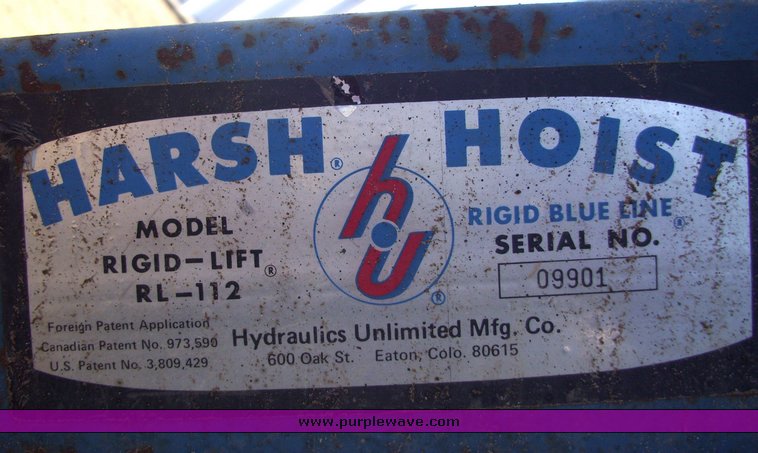 HARSH® HOIST
hu®
MODEL
RIGID-LIFT®
RL-112
RIGID BLUE LINE®
SERIAL NO.
09901
Foreign Patent Application
Canadian Patent No. 973,590
U.S. Patent No. 3,809,429
Hydraulics Unlimited Mfg. Co.
600 Oak St. Eaton, Colo. 80615
www.purplewave.com